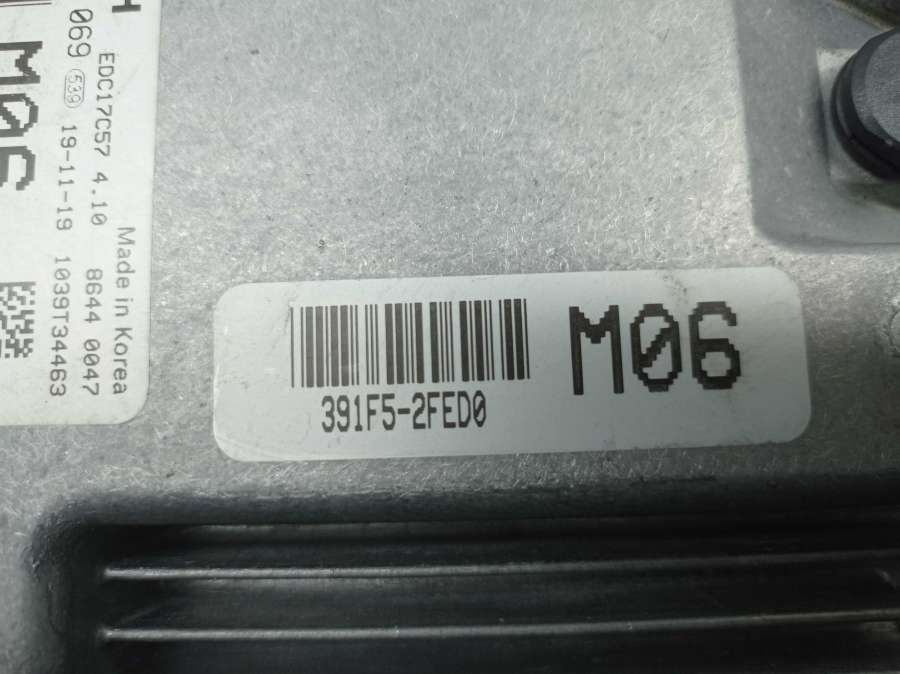 H
069 539 19-11-19 1039T34463
EDC17C57 4.10 8644 0047
Made in Korea
M06
391F5-2FED0
M06